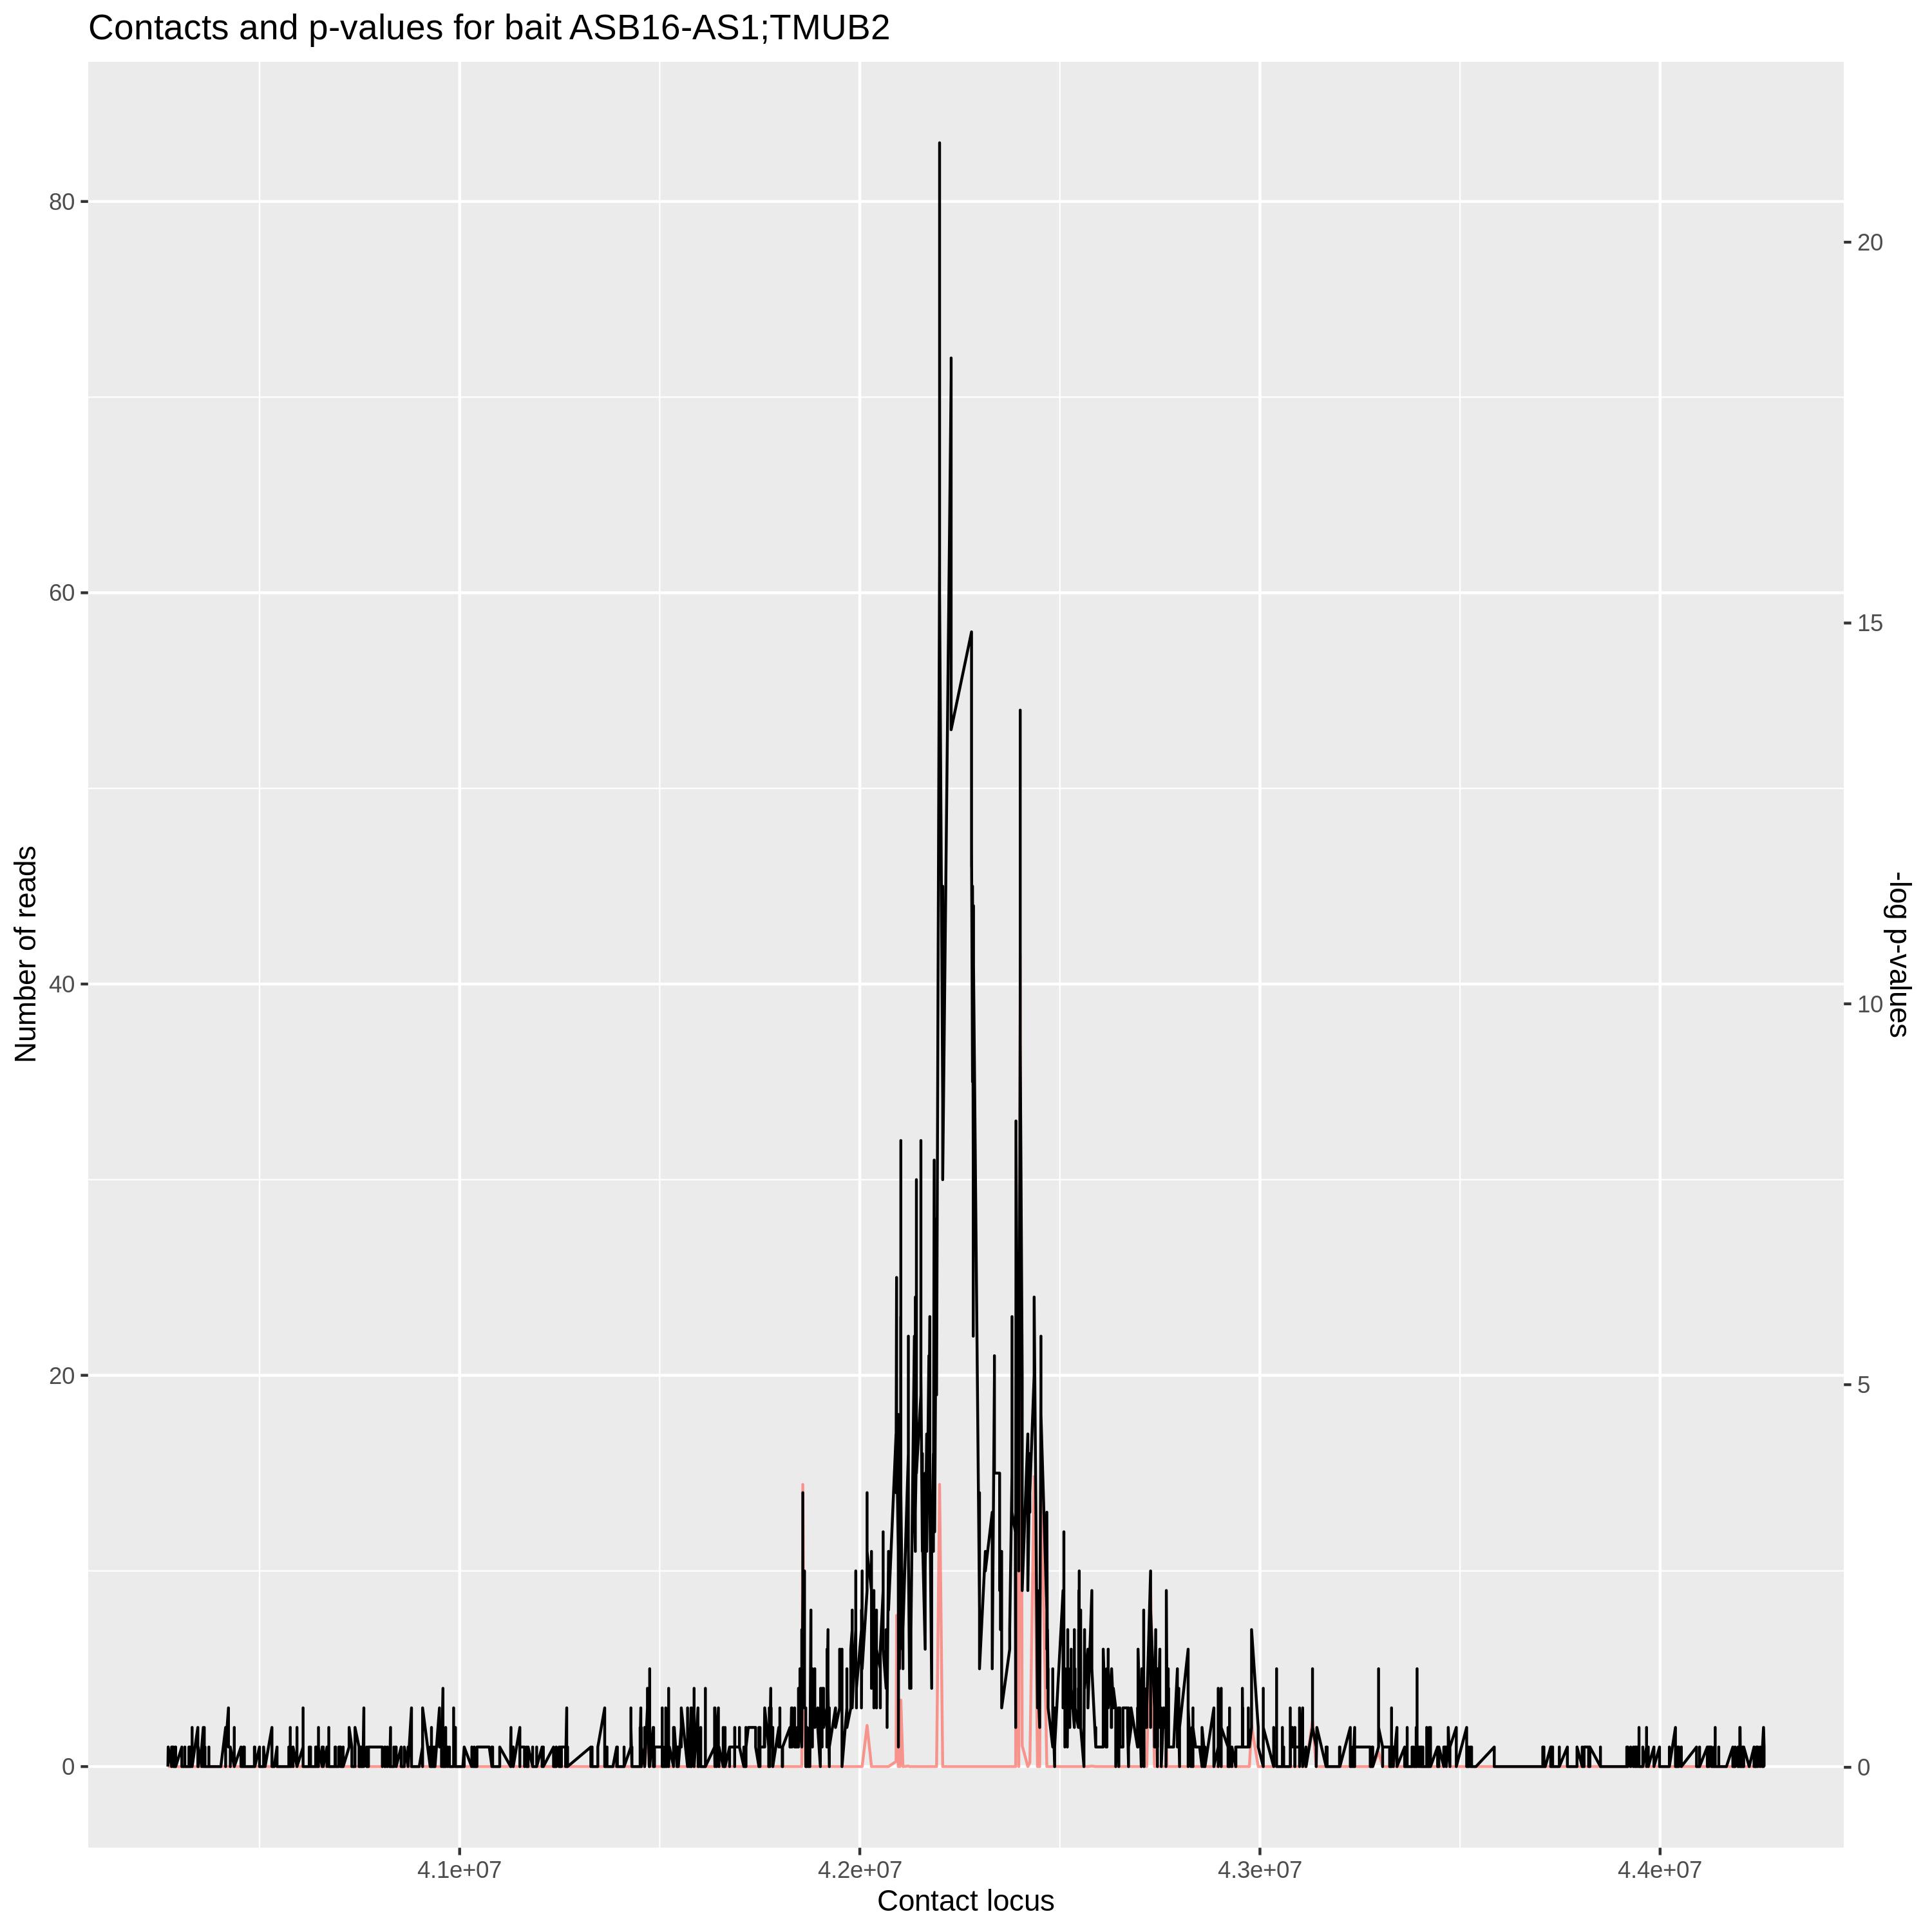 Contacts and p-values for bait ASB16-AS1;TMUB2
80
60
40
20
0
Number of reads
20
15
10
5
0
-log p-values
4.1e+07
4.2e+07
4.3e+07
4.4e+07
Contact locus